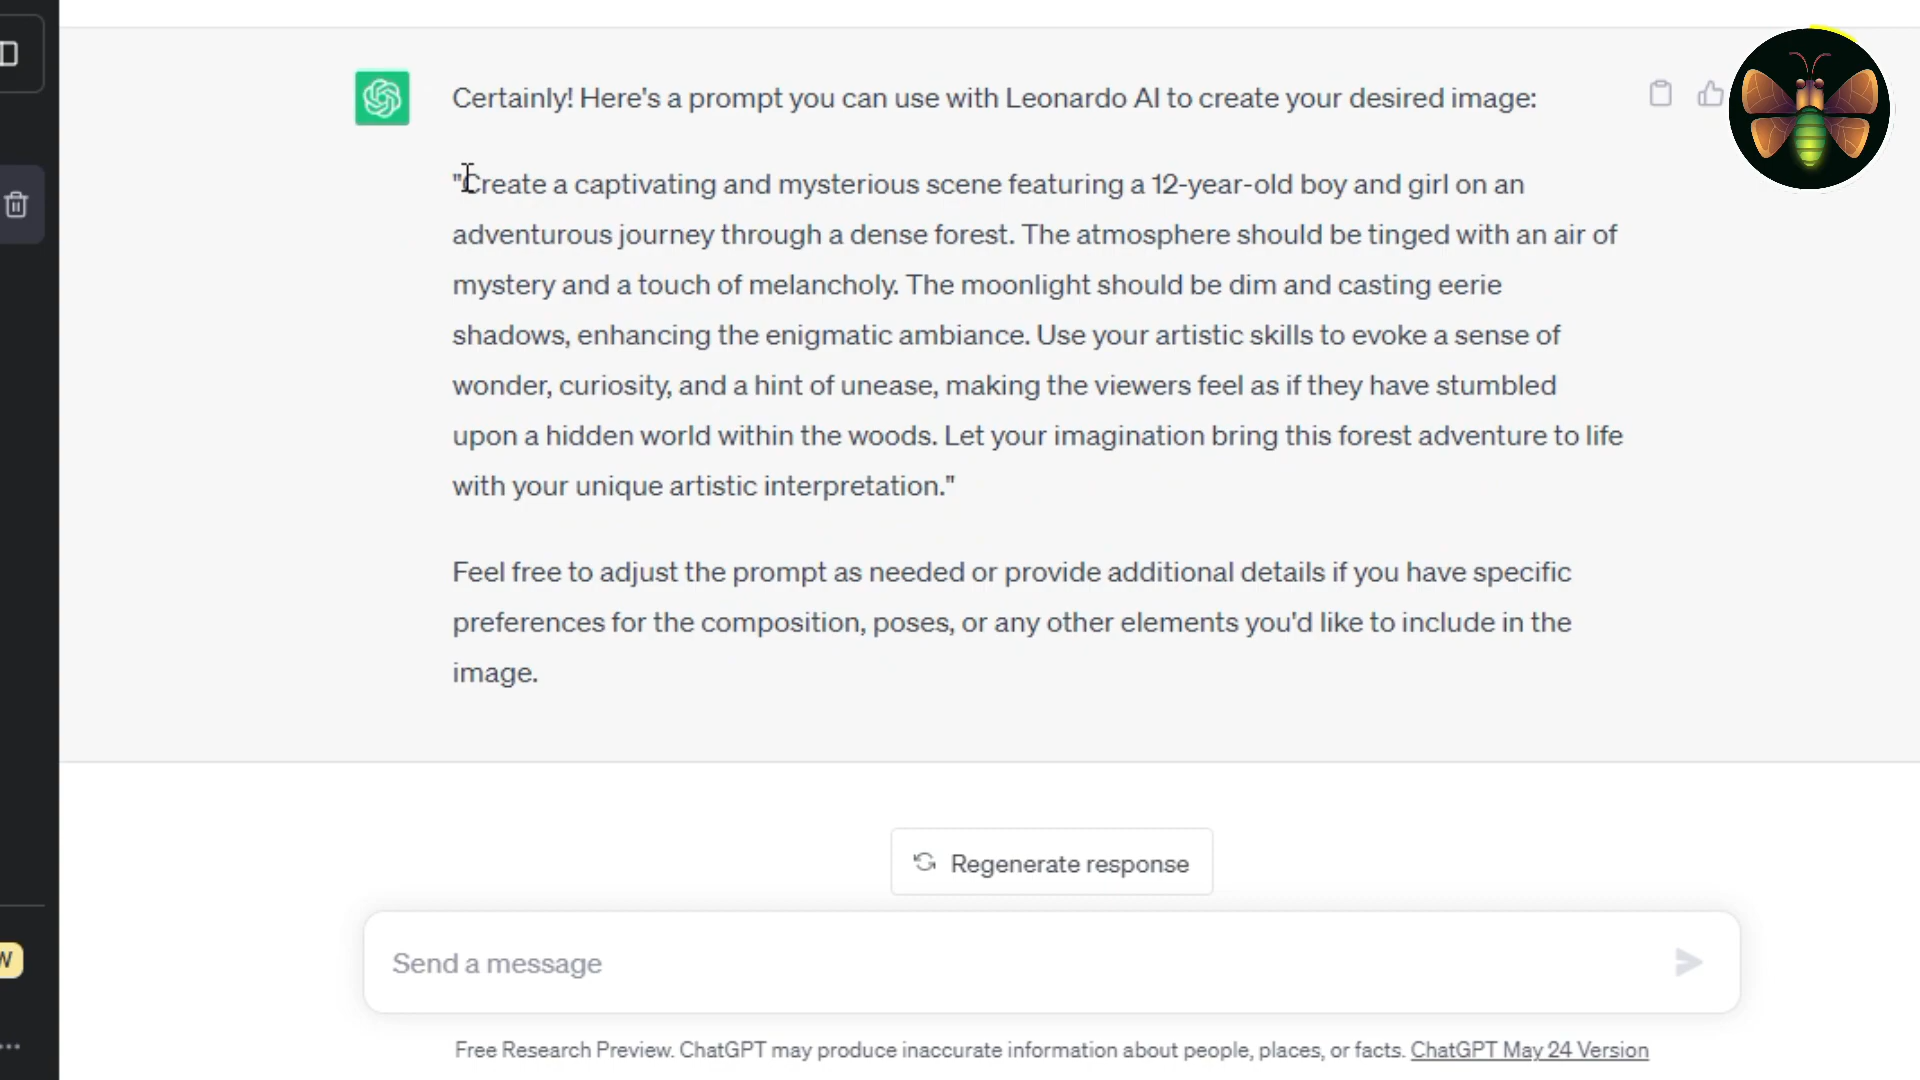 Certainly! Here's a prompt you can use with Leonardo AI to create your desired image:
"Create a captivating and mysterious scene featuring a 12-year-old boy and girl on an
adventurous journey through a dense forest. The atmosphere should be tinged with an air of
mystery and a touch of melancholy. The moonlight should be dim and casting eerie
shadows, enhancing the enigmatic ambiance. Use your artistic skills to evoke a sense of
wonder, curiosity, and a hint of unease, making the viewers feel as if they have stumbled
upon a hidden world within the woods. Let your imagination bring this forest adventure to life
with your unique artistic interpretation."
Feel free to adjust the prompt as needed or provide additional details if you have specific
preferences for the composition, poses, or any other elements you'd like to include in the
image.
Regenerate response
W
Send a message
Free Research Preview. ChatGPT may produce inaccurate information about people, places, or facts. ChatGPT May 24 Version